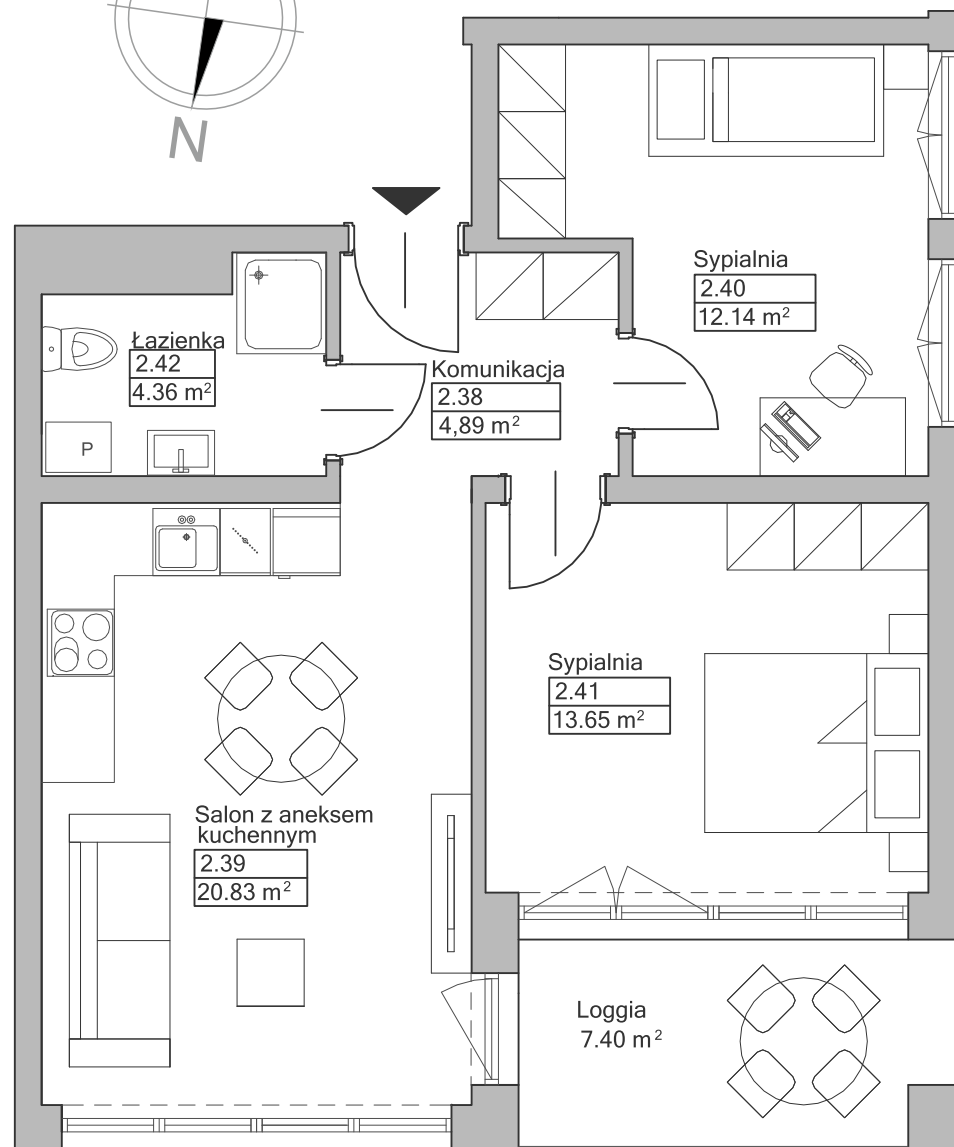 N
Sypialnia
2.40
12.14 m²
Łazienka
2.42
4.36 m²
Komunikacja
2.38
4,89 m²
P
Sypialnia
2.41
13.65 m²
Salon z aneksem
kuchennym
2.39
20.83 m²
Loggia
7.40 m²